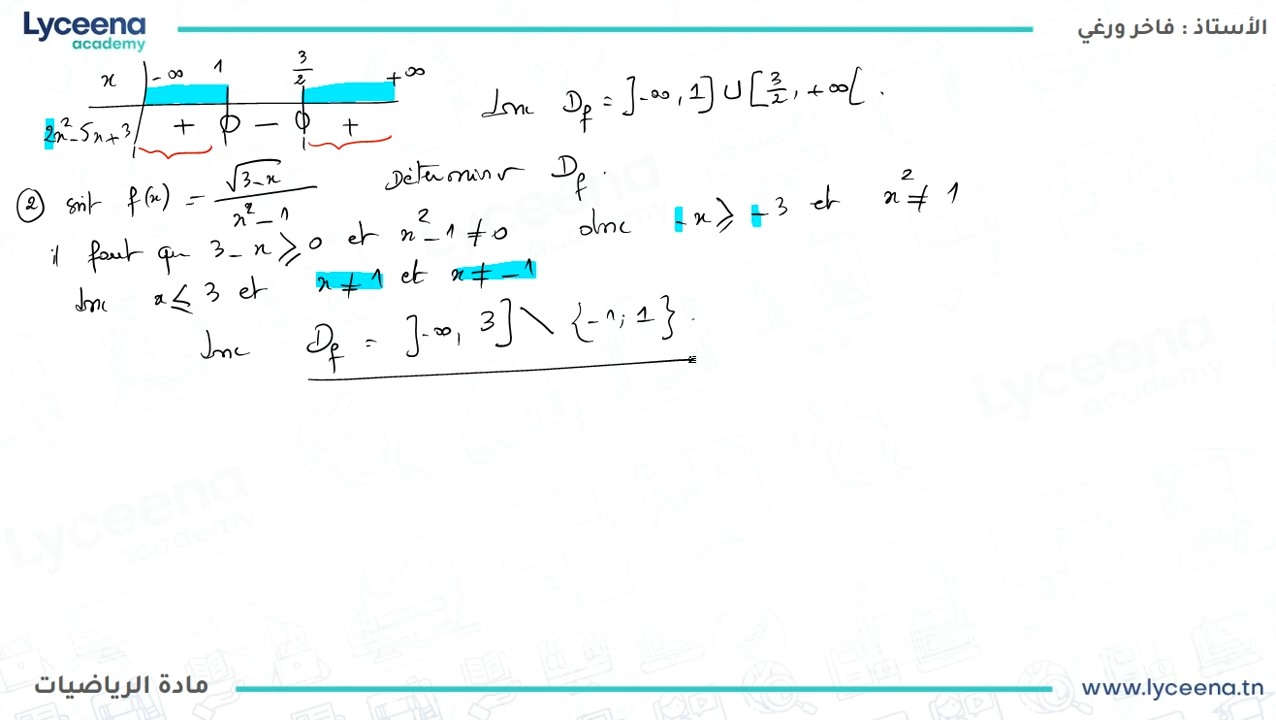 Lyceena
academy
الأستاذ : فاخر ورغي
x | -∞ 1 3/2 +∞
2x² - 5x + 3 | + 0 - 0 +
donc Df = ]-∞, 1] ∪ [3/2, +∞[ .
② soit f(x) = √(3-x) / (x² - 1) Déterminer Df .
il faut que 3 - x ≥ 0 et x² - 1 ≠ 0 donc - x ≥ - 3 et x² ≠ 1
donc x ≤ 3 et x ≠ 1 et x ≠ -1
donc Df = ]-∞, 3] \ {-1; 1} .
مادة الرياضيات
www.lyceena.tn